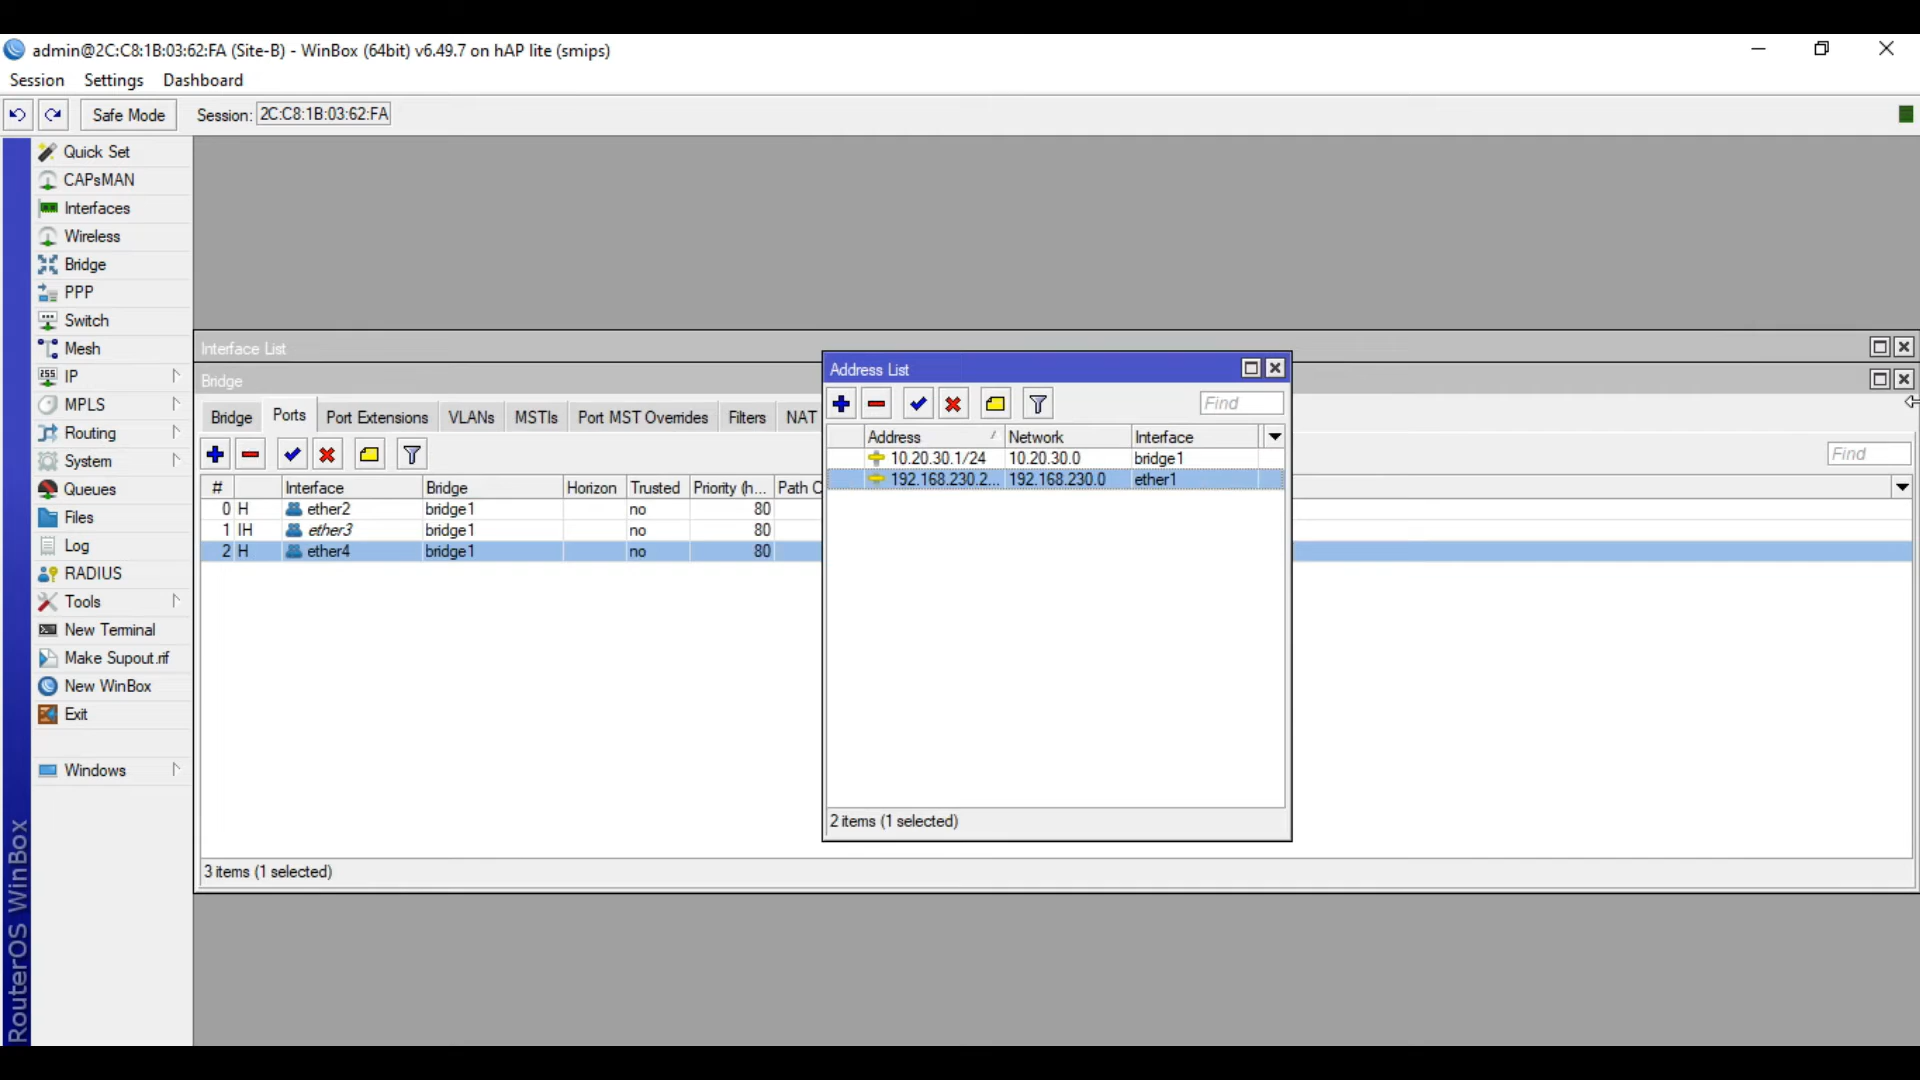 admin@2C:C8:1B:03:62:FA (Site-B) - WinBox (64bit) v6.49.7 on hAP lite (smips)
Session Settings Dashboard
Safe Mode Session: 2C:C8:1B:03:62:FA
Quick Set
CAPsMAN
Interfaces
Wireless
Bridge
PPP
Switch
Mesh
IP
MPLS
Routing
System
Queues
Files
Log
RADIUS
Tools
New Terminal
Make Supout.rif
New WinBox
Exit
Windows
RouterOS WinBox
Interface List
Bridge
Bridge Ports Port Extensions VLANs MSTIs Port MST Overrides Filters NAT
Find
# Interface Bridge Horizon Trusted Priority (h... Path C
0 H ether2 bridge1 no 80
1 IH ether3 bridge1 no 80
2 H ether4 bridge1 no 80
3 items (1 selected)
Address List
Find
Address Network Interface
10.20.30.1/24 10.20.30.0 bridge1
192.168.230.2... 192.168.230.0 ether1
2 items (1 selected)